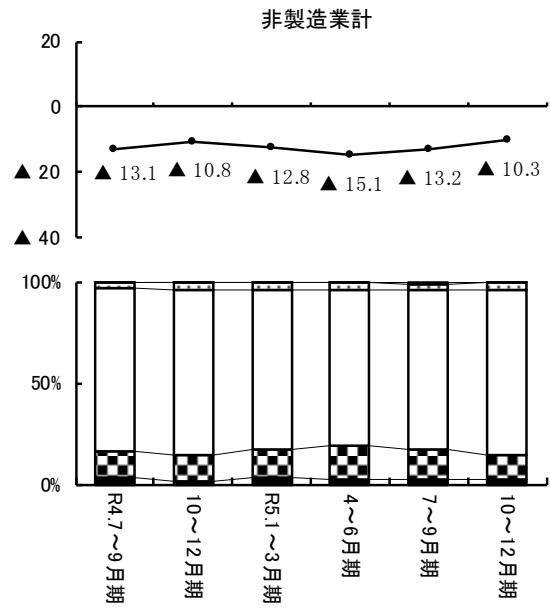 非製造業計
20
0
▲ 20
▲ 40
▲ 13.1
▲ 10.8
▲ 12.8
▲ 15.1
▲ 13.2
▲ 10.3
100%
50%
0%
R4.7～9月期
10～12月期
R5.1～3月期
4～6月期
7～9月期
10～12月期